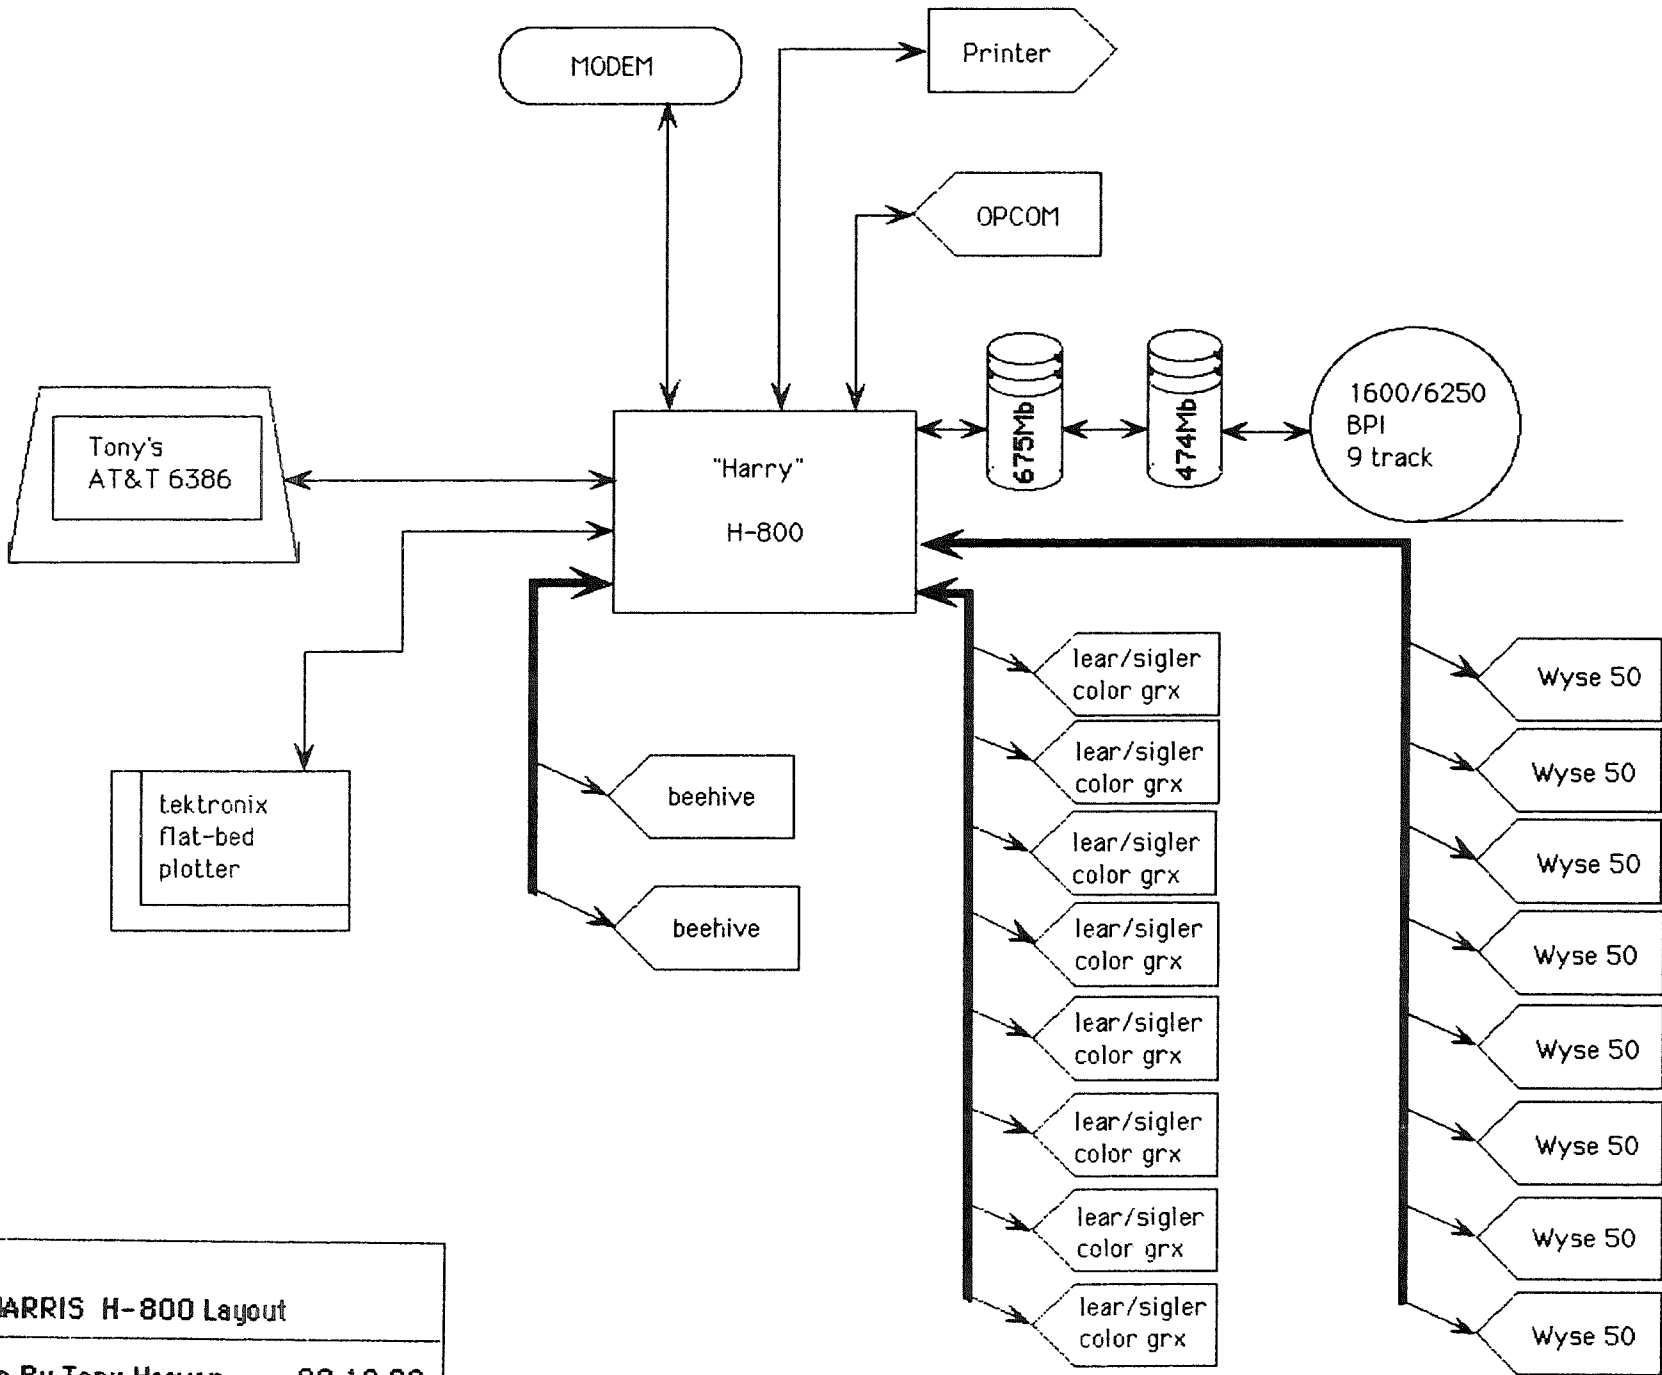 MODEM
Printer
OPCOM
675Mb
474Mb
1600/6250
BPI
9 track
Tony's
AT&T 6386
"Harry"
H-800
tektronix
flat-bed
plotter
beehive
beehive
lear/sigler
color grx
lear/sigler
color grx
lear/sigler
color grx
lear/sigler
color grx
lear/sigler
color grx
lear/sigler
color grx
lear/sigler
color grx
lear/sigler
color grx
Wyse 50
Wyse 50
Wyse 50
Wyse 50
Wyse 50
Wyse 50
Wyse 50
Wyse 50
HARRIS H-800 Layout
By Tony